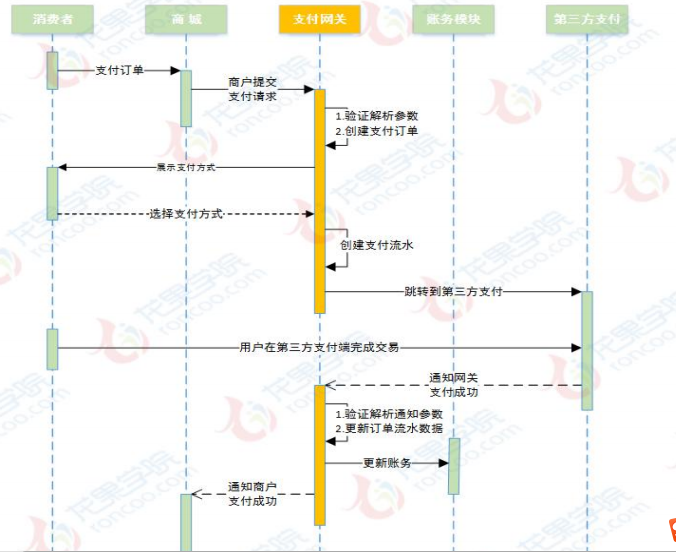 消费者
商城
支付网关
账务模块
第三方支付
支付订单
商户提交
支付请求
1.验证解析参数
2.创建支付订单
展示支付方式
选择支付方式
创建支付流水
跳转到第三方支付
用户在第三方支付端完成交易
通知网关
支付成功
1.验证解析通知参数
2.更新订单流水数据
更新账务
通知商户
支付成功
龙果学院
roncoo.com